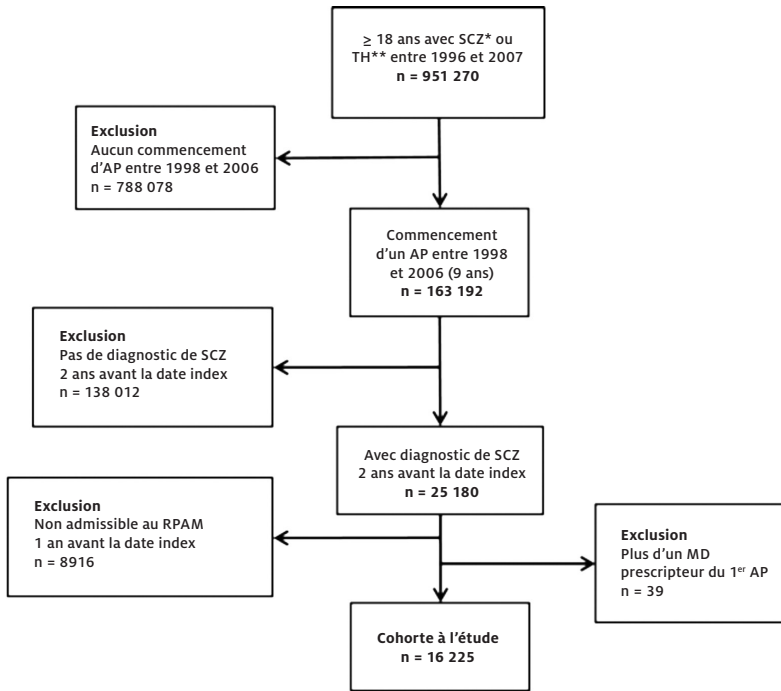 ≥ 18 ans avec SCZ* ou
TH** entre 1996 et 2007
n = 951 270
Exclusion
Aucun commencement
d'AP entre 1998 et 2006
n = 788 078
Commencement
d'un AP entre 1998
et 2006 (9 ans)
n = 163 192
Exclusion
Pas de diagnostic de SCZ
2 ans avant la date index
n = 138 012
Avec diagnostic de SCZ
2 ans avant la date index
n = 25 180
Exclusion
Non admissible au RPAM
1 an avant la date index
n = 8916
Exclusion
Plus d'un MD
prescripteur du 1er AP
n = 39
Cohorte à l'étude
n = 16 225